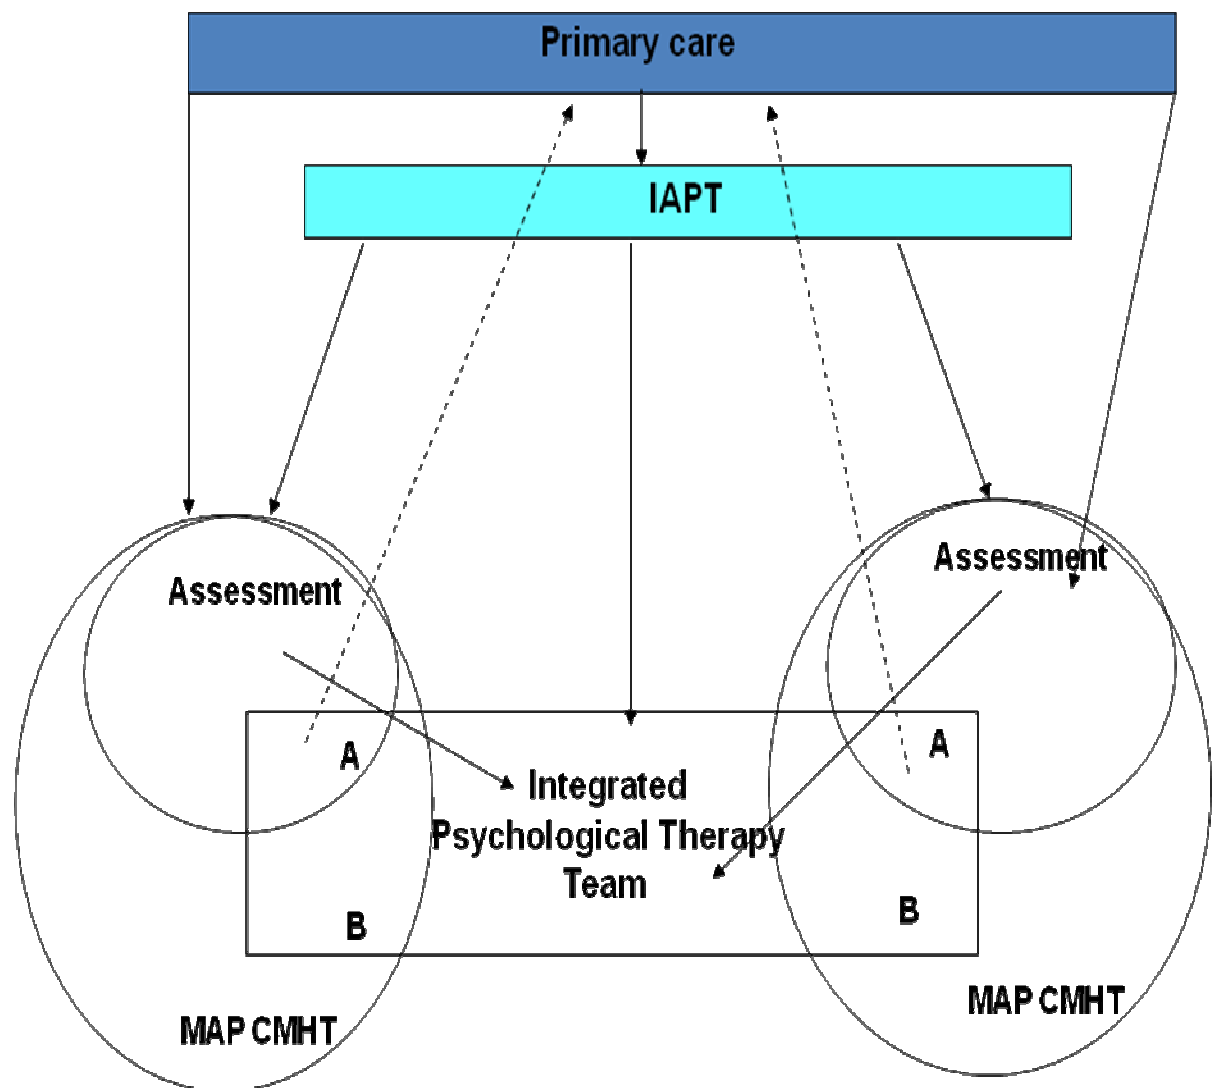 Primary care
IAPT
Assessment
Assessment
A
A
Integrated
Psychological Therapy
Team
B
B
MAP CMHT
MAP CMHT